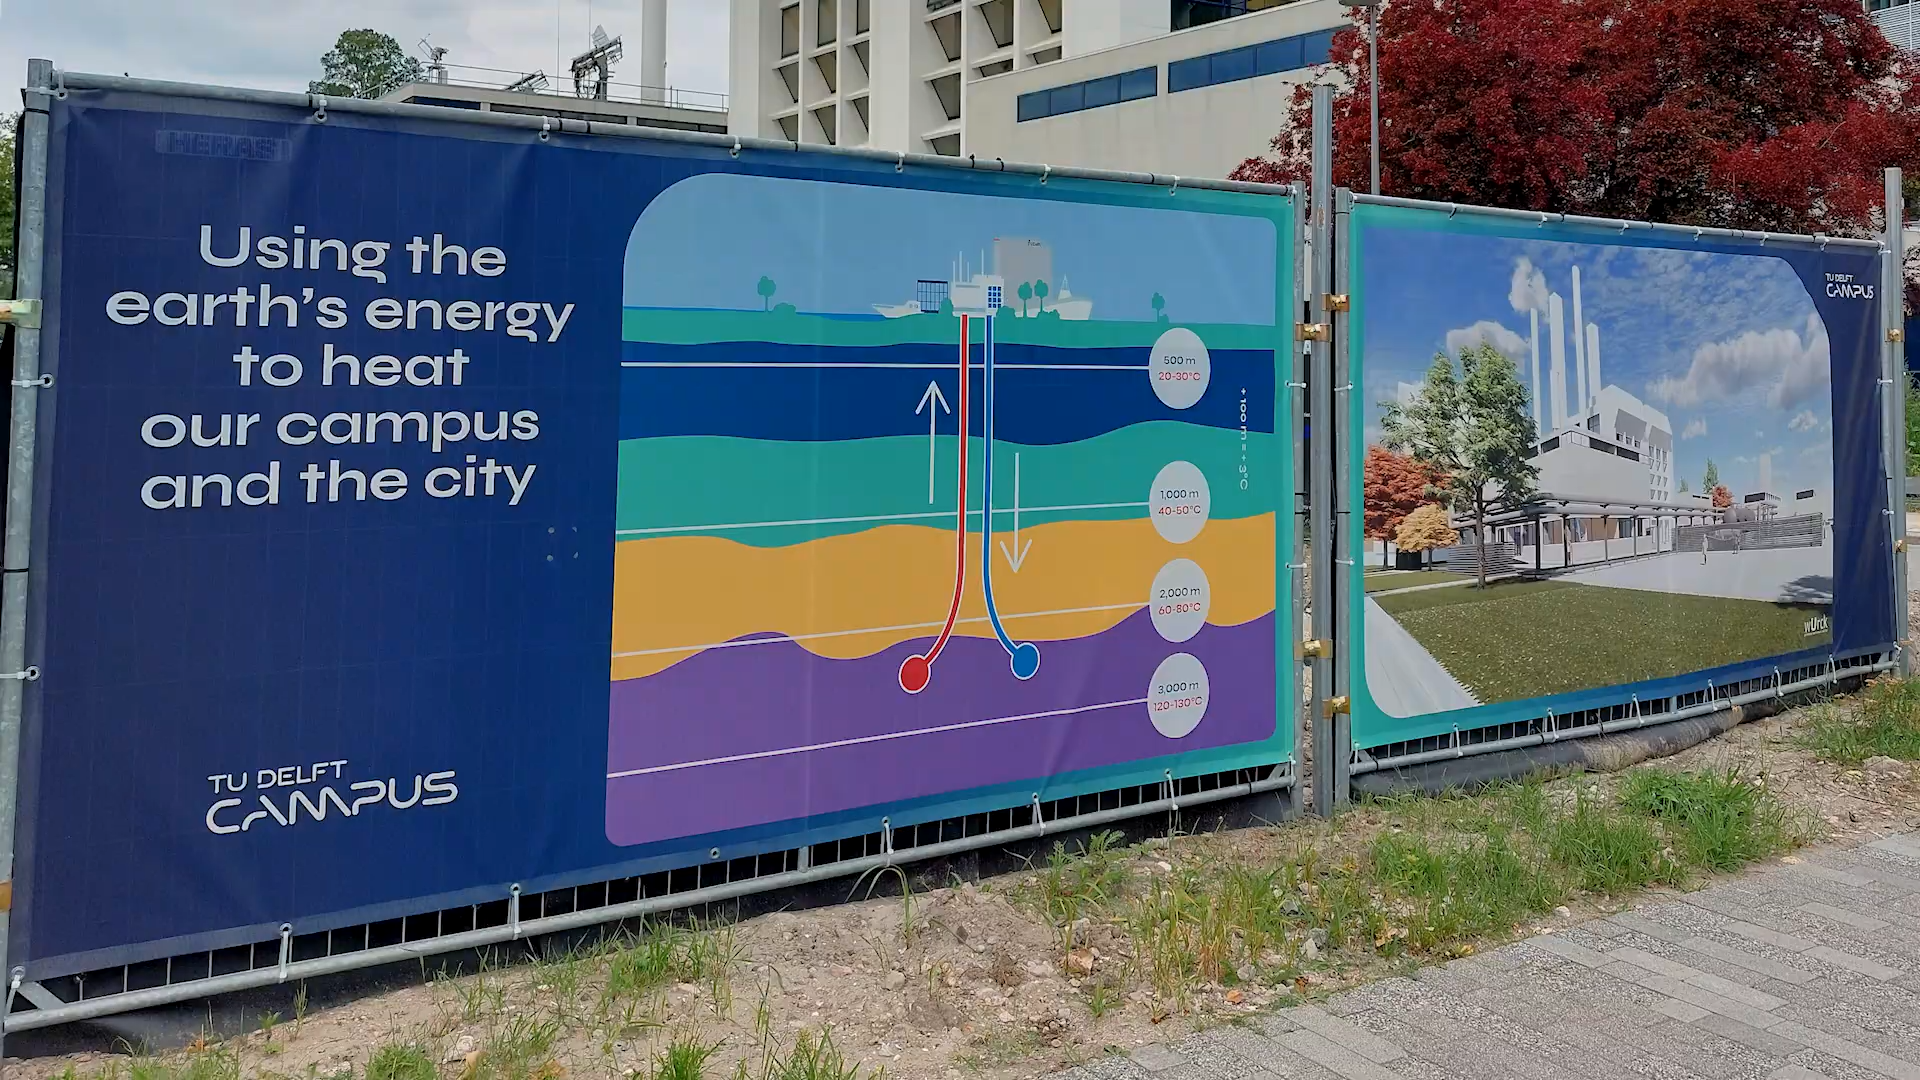 Using the
earth's energy
to heat
our campus
and the city
TU DELFT
CAMPUS
500 m
20-30°C
1,000 m
40-50°C
2,000 m
60-80°C
3,000 m
120-130°C
+ 100 m = + 3°C
TU DELFT
CAMPUS
wUrck